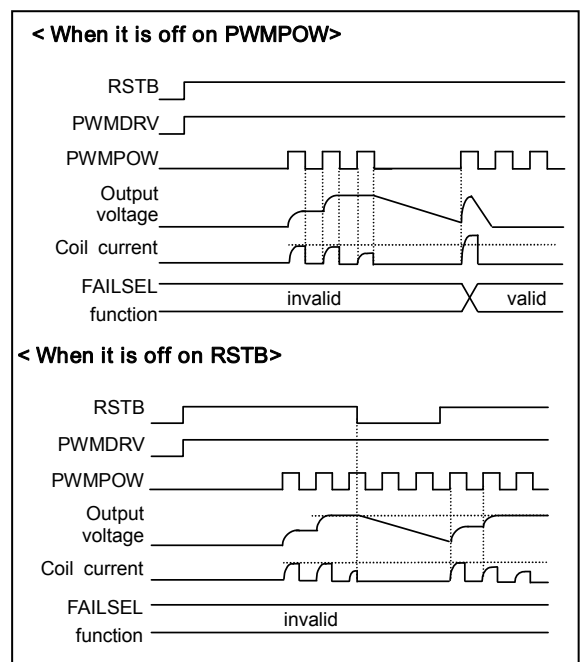 < When it is off on PWMPOW>
RSTB
PWMDRV
PWMPOW
Output
voltage
Coil current
FAILSEL
function
invalid
valid
< When it is off on RSTB>
RSTB
PWMDRV
PWMPOW
Output
voltage
Coil current
FAILSEL
function
invalid